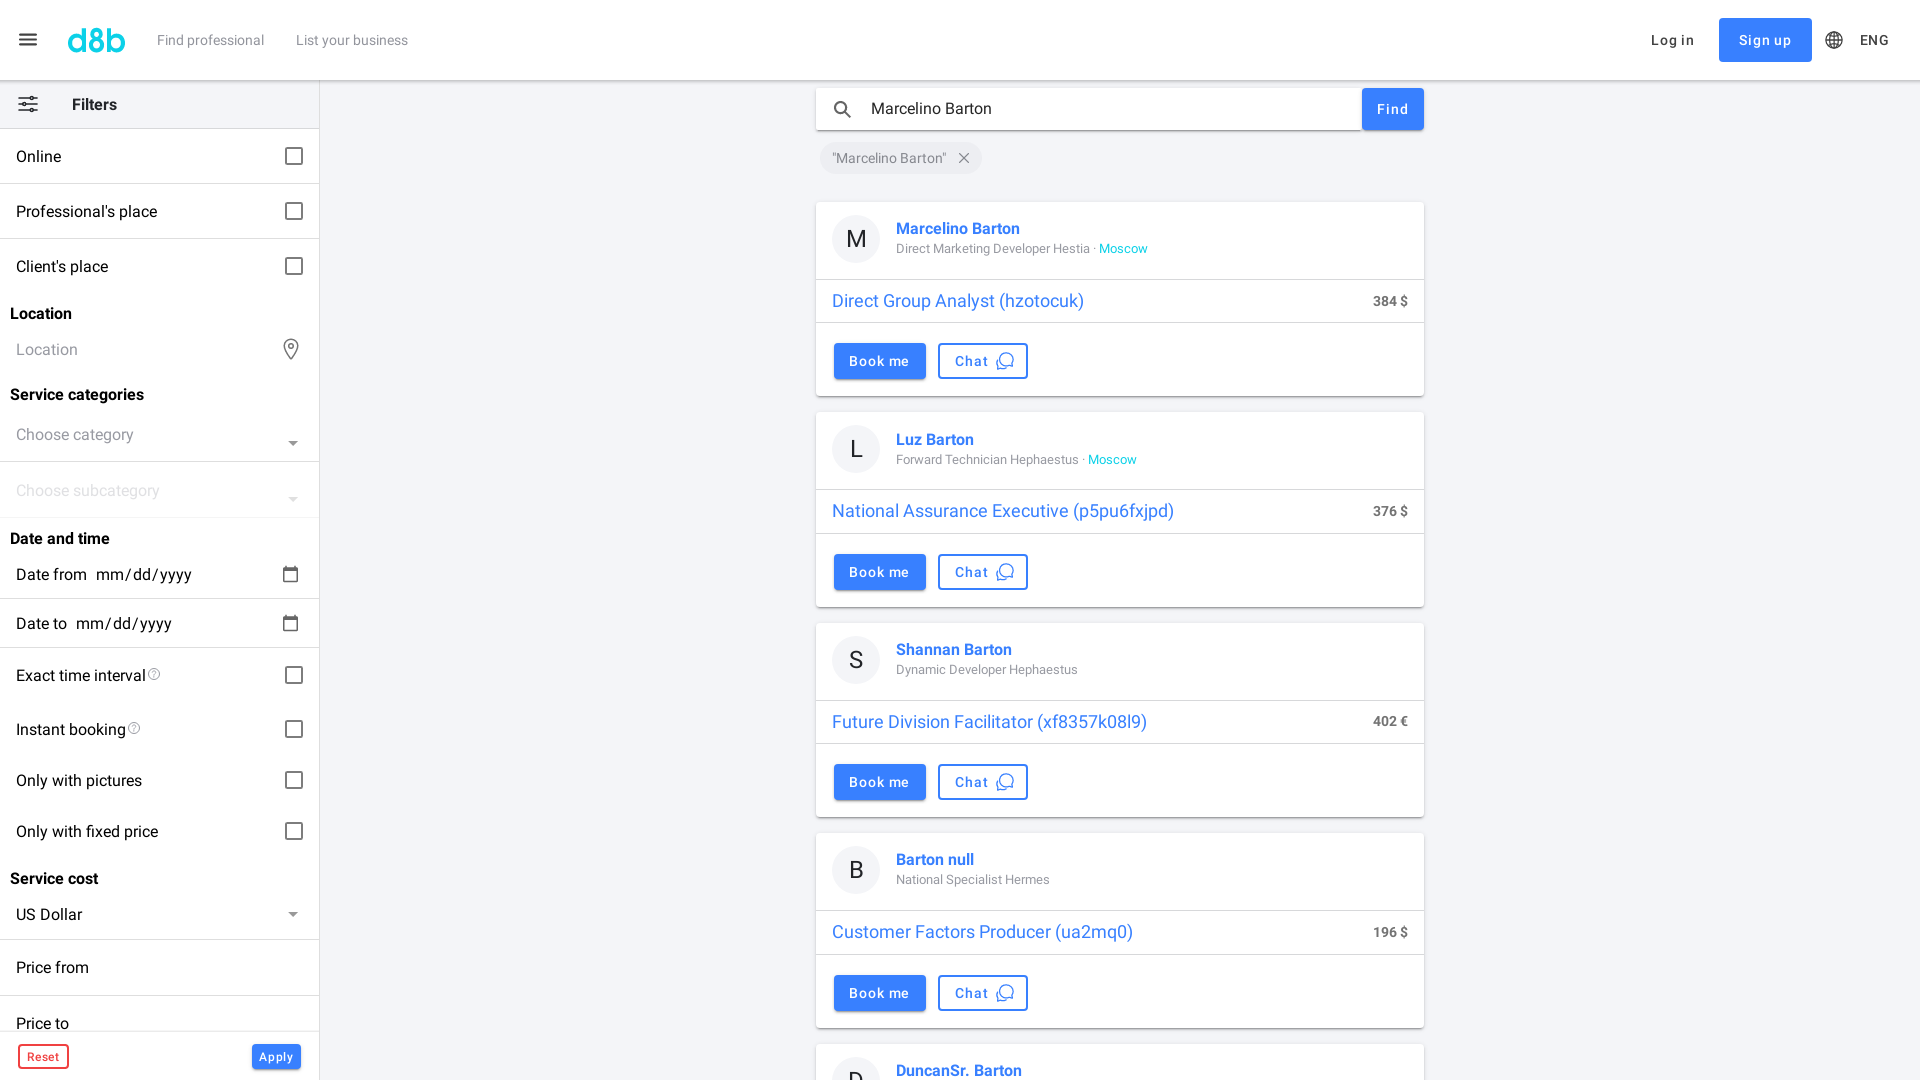 d8b
Find professional
List your business
Log in
Sign up
ENG
Filters
Online
Professional's place
Client's place
Location
Location
Service categories
Choose category
Choose subcategory
Date and time
Date from mm/dd/yyyy
Date to mm/dd/yyyy
Exact time interval
Instant booking
Only with pictures
Only with fixed price
Service cost
US Dollar
Price from
Price to
Reset
Apply
Marcelino Barton
Find
"Marcelino Barton"
M
Marcelino Barton
Direct Marketing Developer Hestia · Moscow
Direct Group Analyst (hzotocuk)
384 $
Book me
Chat
L
Luz Barton
Forward Technician Hephaestus · Moscow
National Assurance Executive (p5pu6fxjpd)
376 $
Book me
Chat
S
Shannan Barton
Dynamic Developer Hephaestus
Future Division Facilitator (xf8357k08l9)
402 €
Book me
Chat
B
Barton null
National Specialist Hermes
Customer Factors Producer (ua2mq0)
196 $
Book me
Chat
D
DuncanSr. Barton